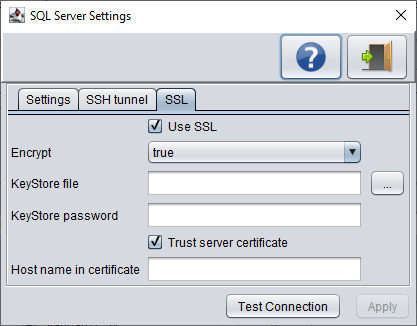 SQL Server Settings
?
Settings SSH tunnel SSL
Use SSL
Encrypt true
KeyStore file ...
KeyStore password
Trust server certificate
Host name in certificate
Test Connection Apply